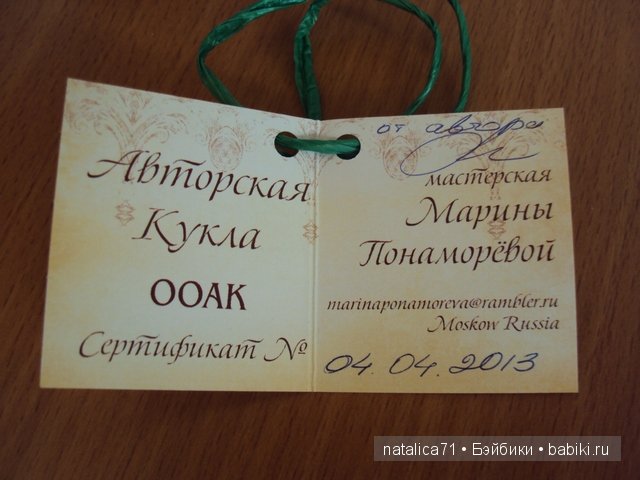 Авторская
Кукла
ООАК
Сертификат №
от автора
мастерская
Марины
Понаморёвой
marinaponamoreva@rambler.ru
Moskow Russia
04.04.2013
natalica71 • Бэйбики • babiki.ru